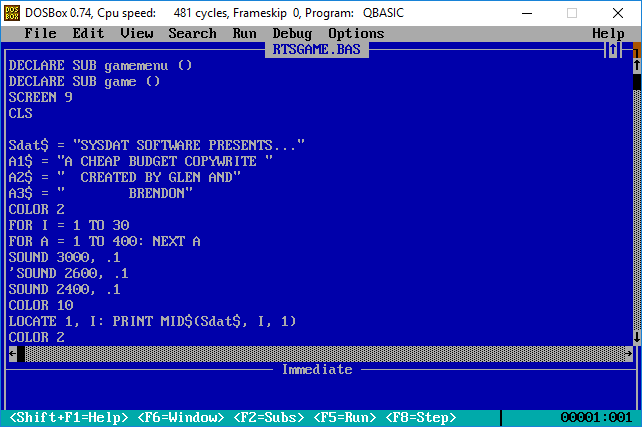 DOSBox 0.74, Cpu speed: 481 cycles, Frameskip 0, Program: QBASIC
File Edit View Search Run Debug Options Help
RTSGAME.BAS
DECLARE SUB gamemenu ()
DECLARE SUB game ()
SCREEN 9
CLS
Sdat$ = "SYSDAT SOFTWARE PRESENTS..."
A1$ = "A CHEAP BUDGET COPYWRITE "
A2$ = "  CREATED BY GLEN AND"
A3$ = "        BRENDON"
COLOR 2
FOR I = 1 TO 30
FOR A = 1 TO 400: NEXT A
SOUND 3000, .1
'SOUND 2600, .1
SOUND 2400, .1
COLOR 10
LOCATE 1, I: PRINT MID$(Sdat$, I, 1)
COLOR 2
Immediate
<Shift+F1=Help> <F6=Window> <F2=Subs> <F5=Run> <F8=Step> 00001:001